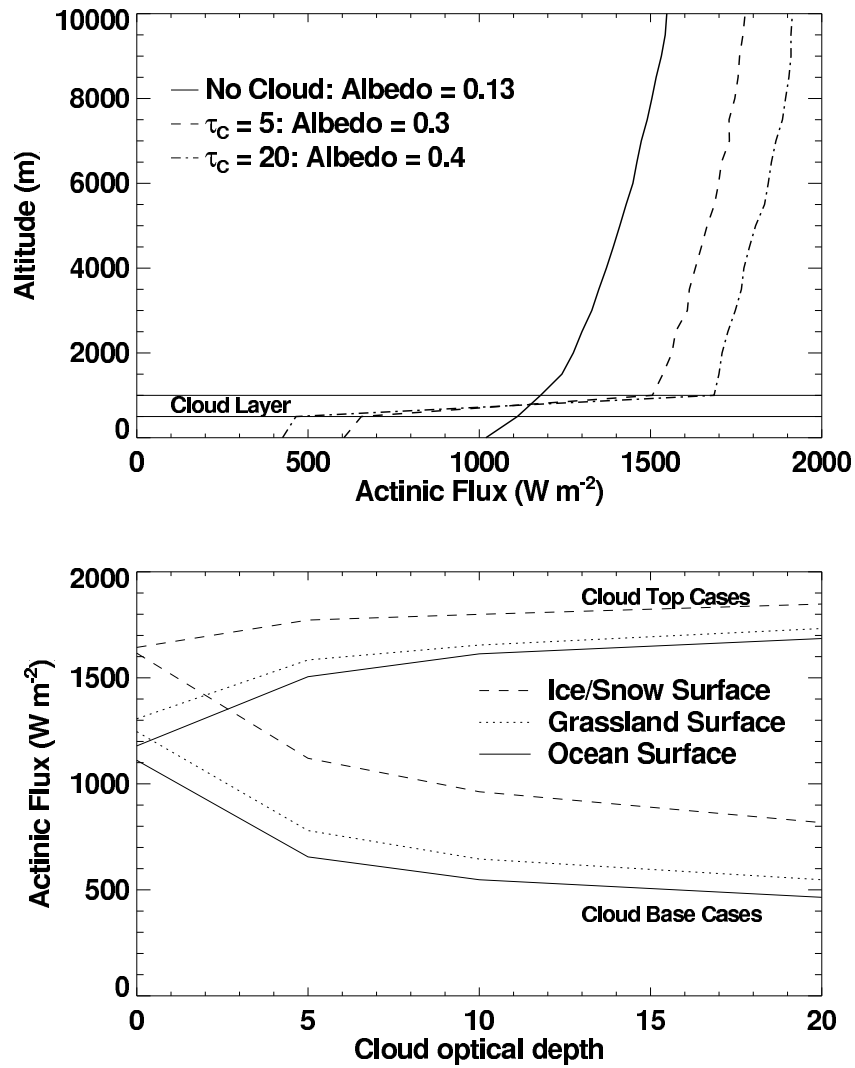 10000
8000
6000
4000
2000
0
Altitude (m)
No Cloud: Albedo = 0.13
τC = 5: Albedo = 0.3
τC = 20: Albedo = 0.4
Cloud Layer
0 500 1000 1500 2000
Actinic Flux (W m-2)
2000
1500
1000
500
0
Actinic Flux (W m-2)
Cloud Top Cases
Ice/Snow Surface
Grassland Surface
Ocean Surface
Cloud Base Cases
0 5 10 15 20
Cloud optical depth